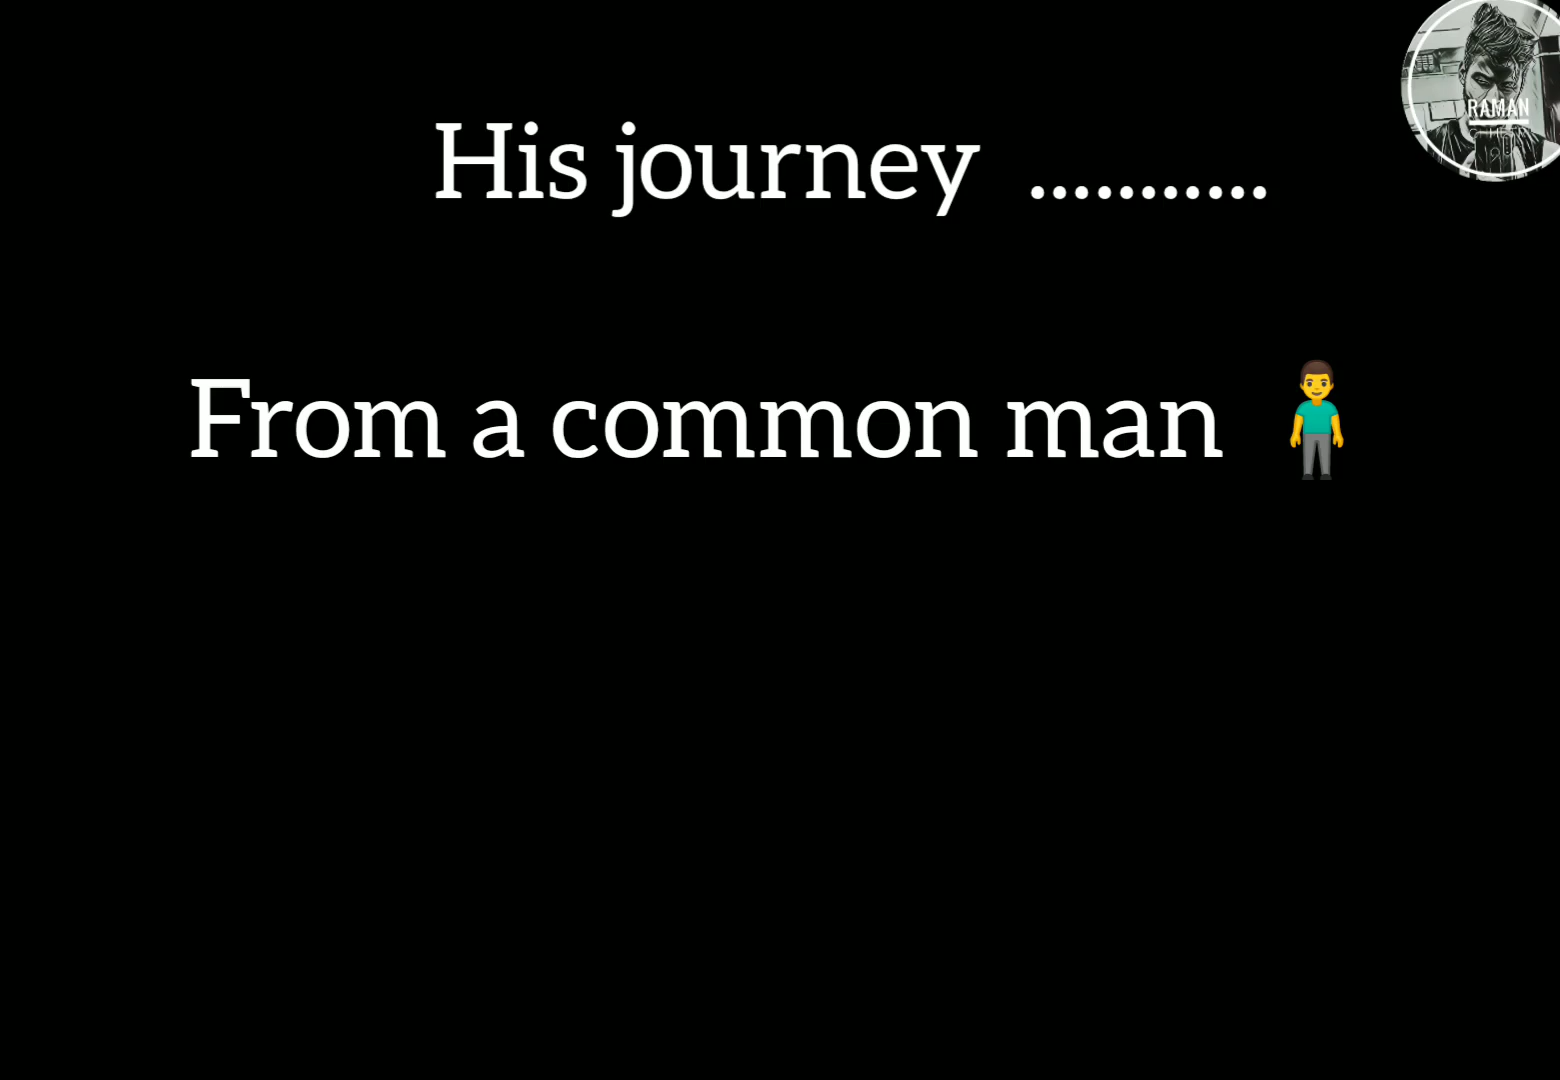 RAMAN
His journey ...........
From a common man 🧍‍♂️